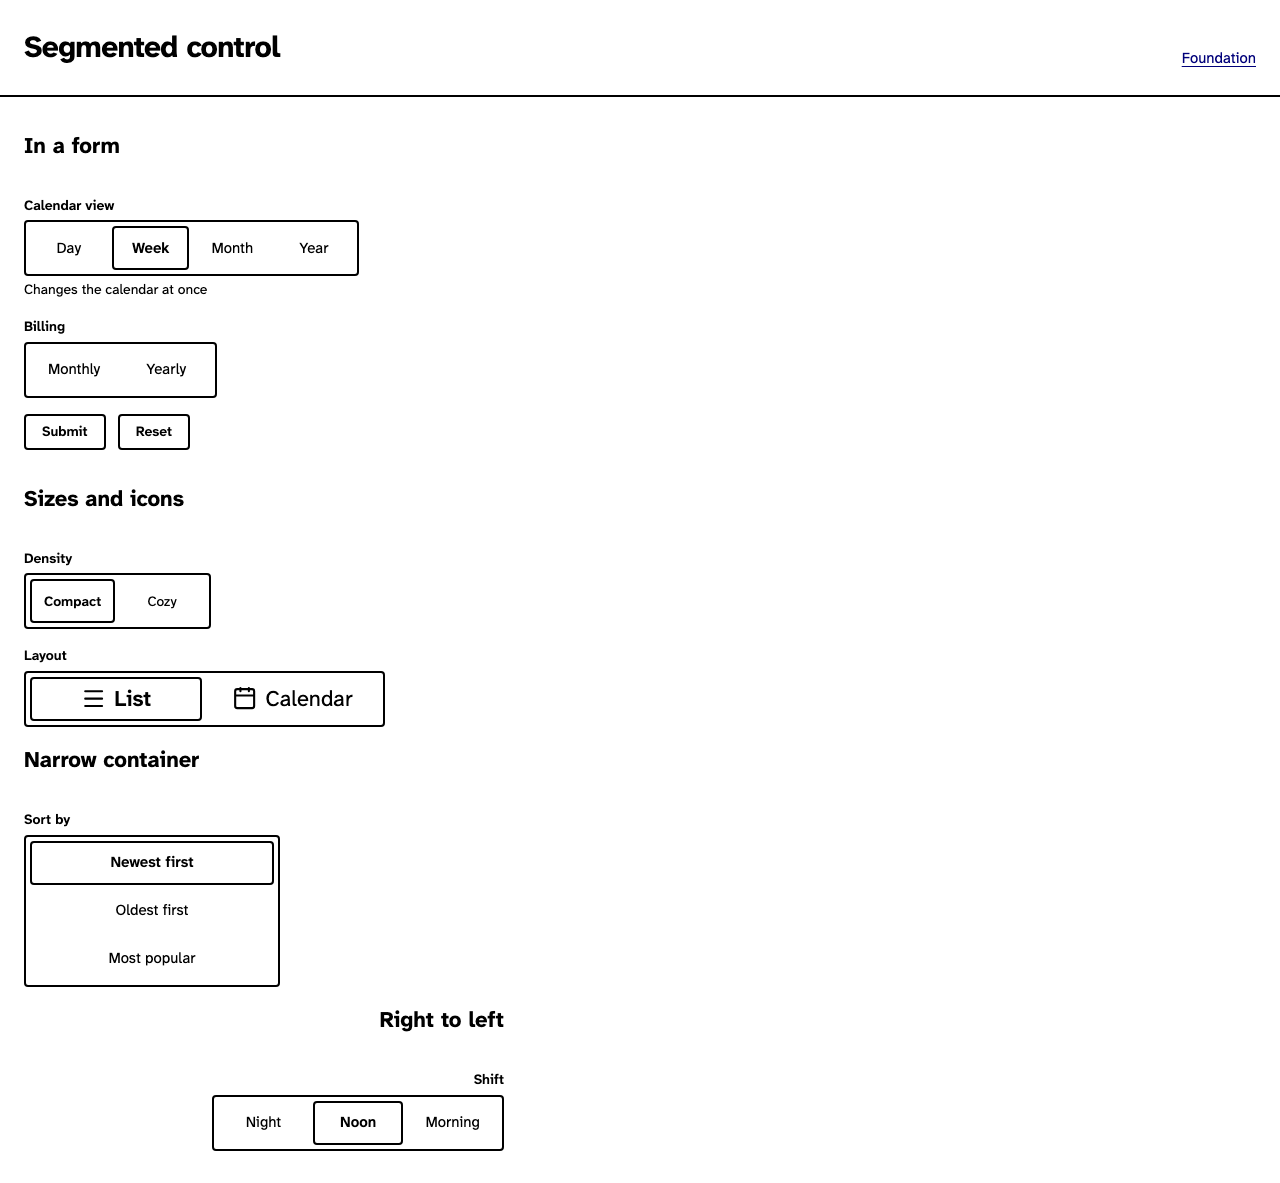 Segmented control
Foundation
In a form
Calendar view
Day Week Month Year
Changes the calendar at once
Billing
Monthly Yearly
Submit Reset
Sizes and icons
Density
Compact Cozy
Layout
List Calendar
Narrow container
Sort by
Newest first
Oldest first
Most popular
Right to left
Shift
Night Noon Morning